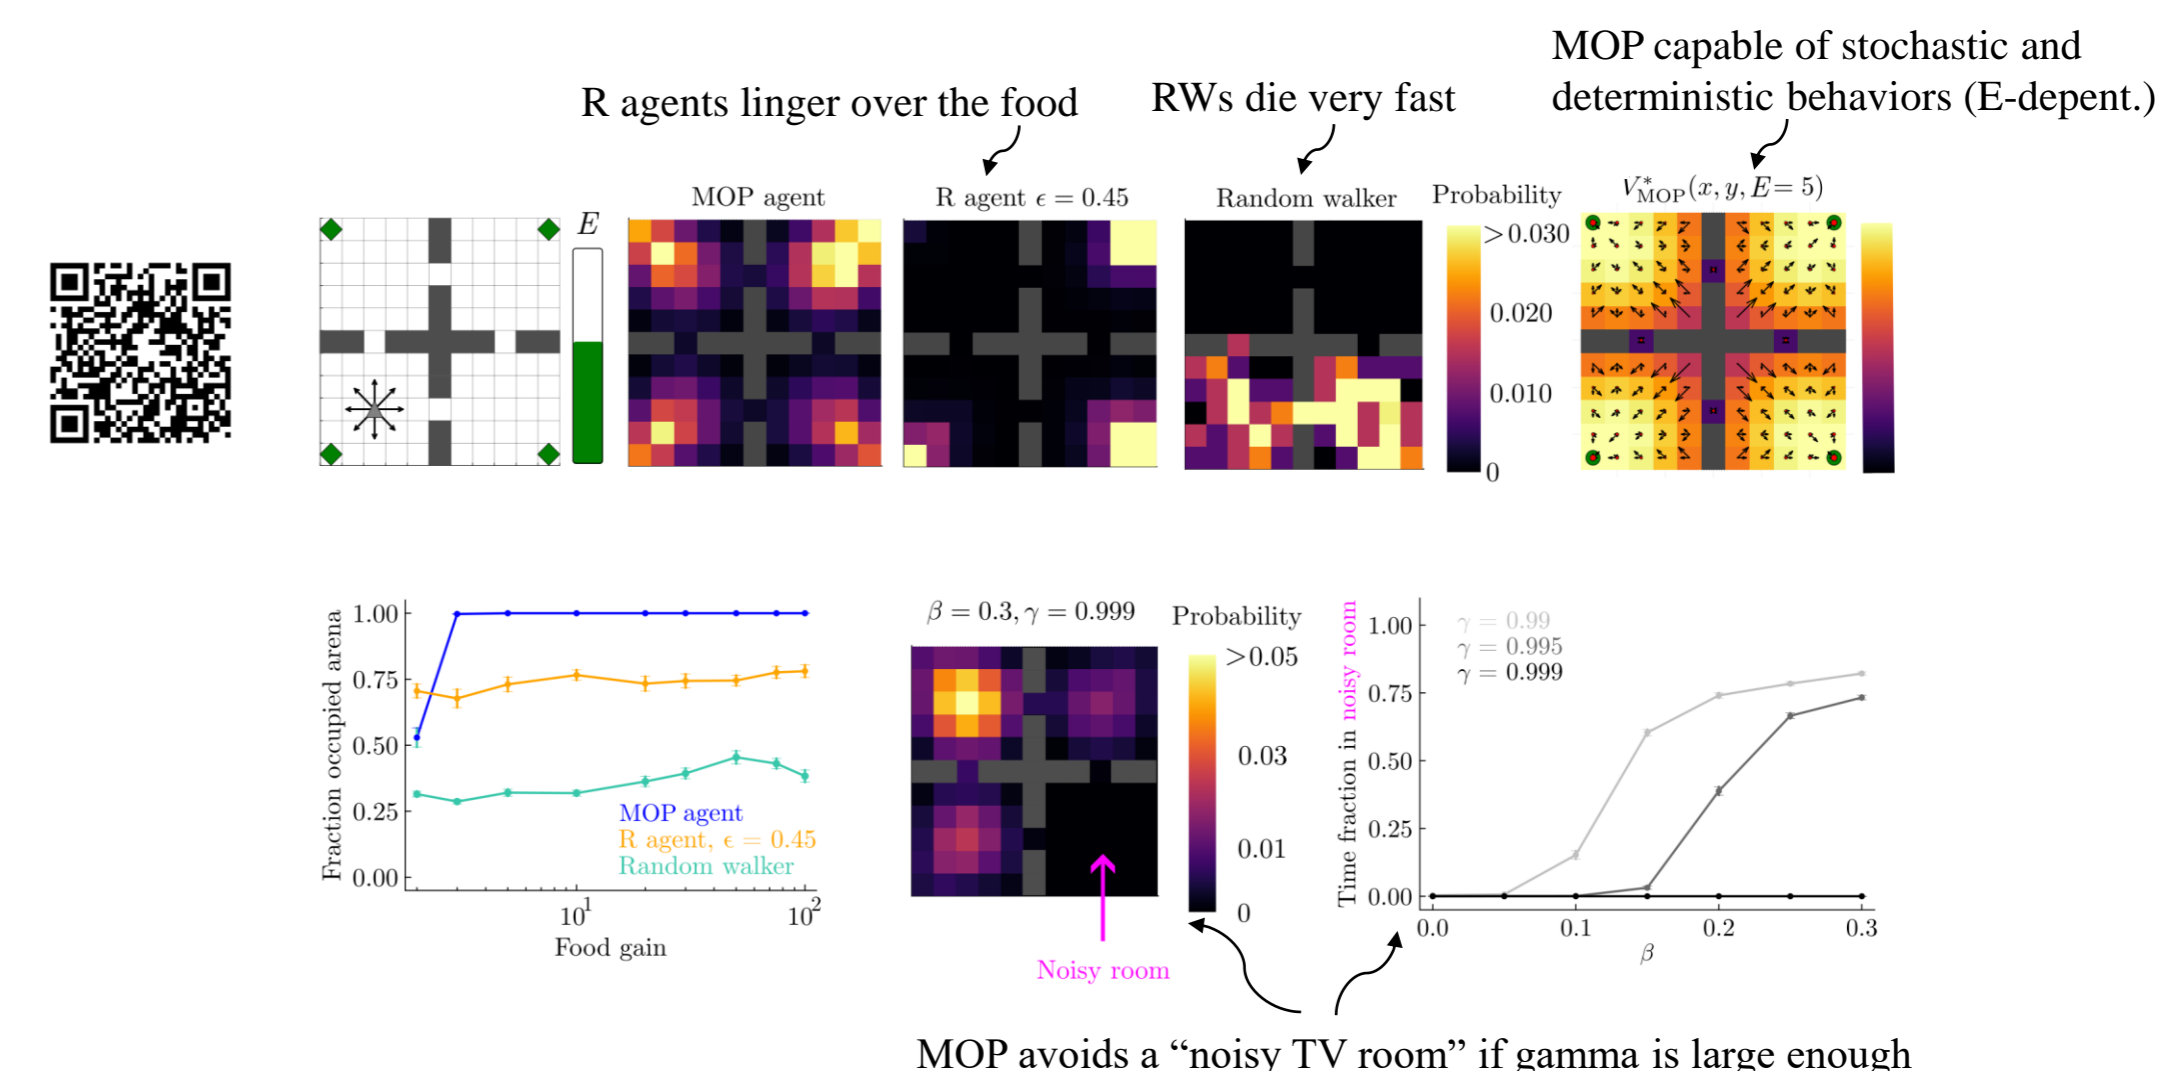 MOP capable of stochastic and
deterministic behaviors (E-depent.)
R agents linger over the food
RWs die very fast
E
MOP agent
R agent ϵ = 0.45
Random walker
Probability
>0.030
0.020
0.010
0
V*MOP(x, y, E = 5)
Fraction occupied arena
1.00
0.75
0.50
0.25
0.00
MOP agent
R agent, ϵ = 0.45
Random walker
10¹
10²
Food gain
β = 0.3, γ = 0.999
Probability
>0.05
0.03
0.01
0
Noisy room
Time fraction in noisy room
1.00
0.75
0.50
0.25
0.00
γ = 0.99
γ = 0.995
γ = 0.999
0.0
0.1
0.2
0.3
β
MOP avoids a “noisy TV room” if gamma is large enough